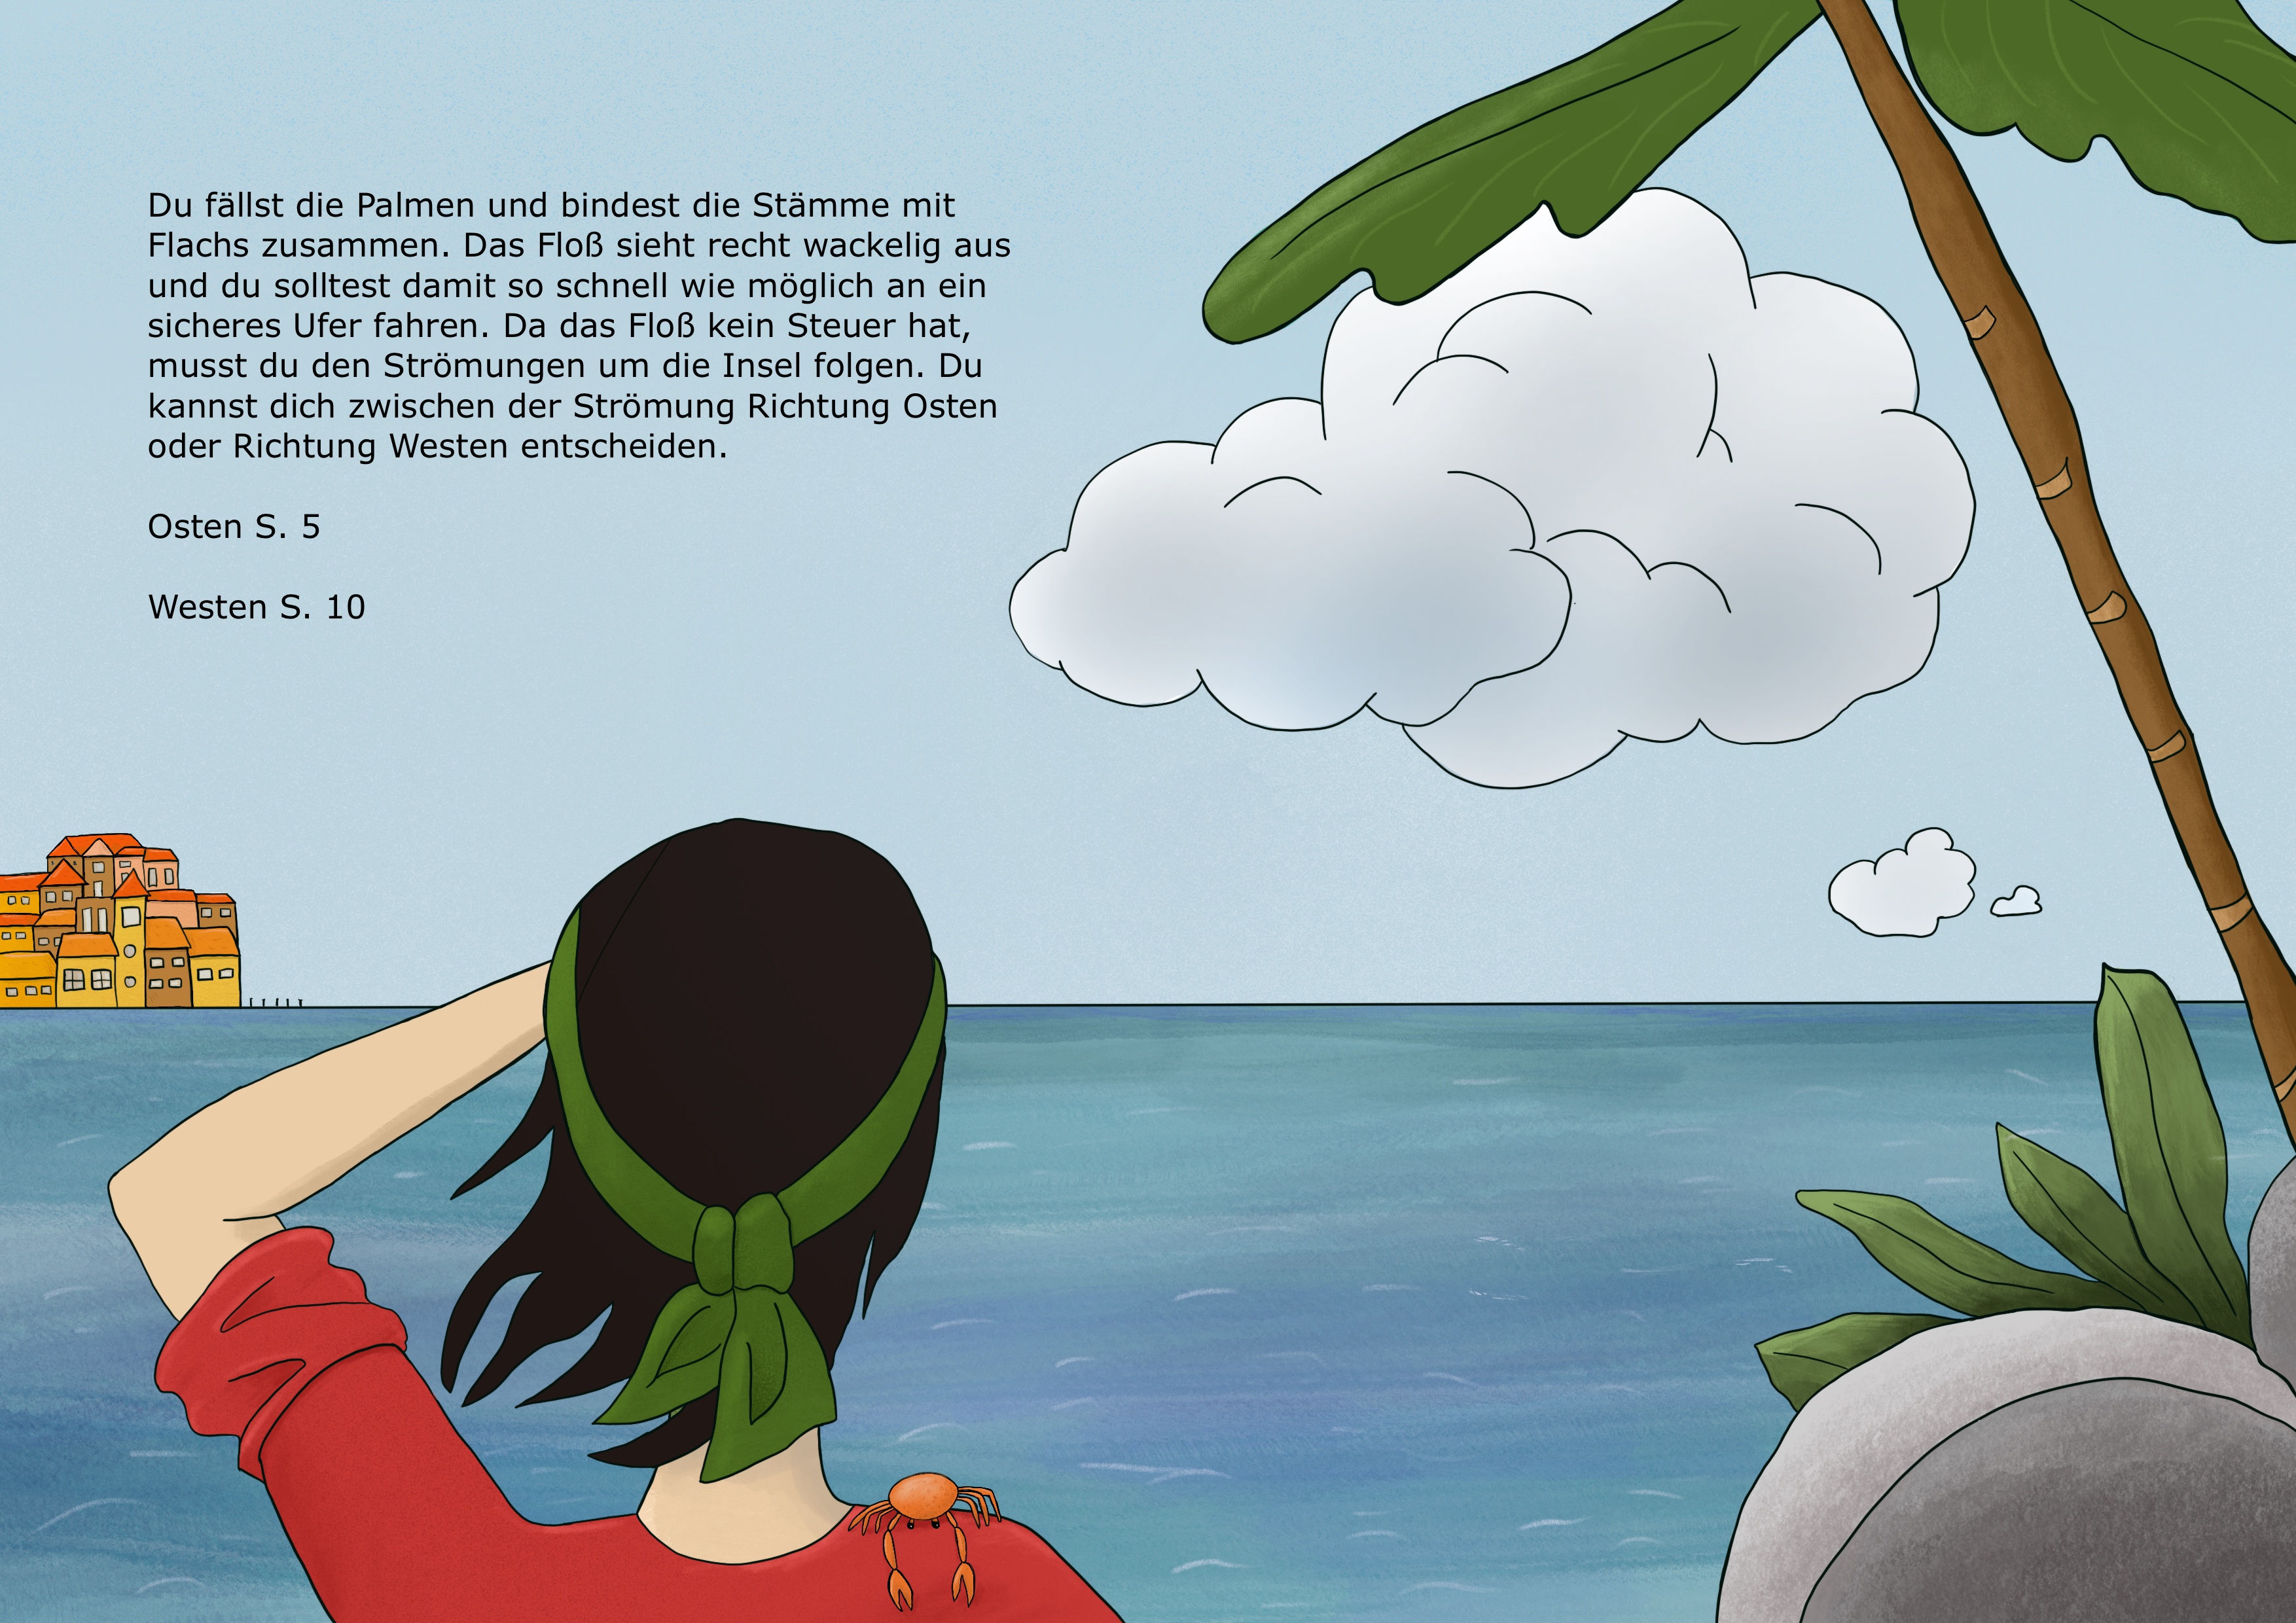 Du fällst die Palmen und bindest die Stämme mit
Flachs zusammen. Das Floß sieht recht wackelig aus
und du solltest damit so schnell wie möglich an ein
sicheres Ufer fahren. Da das Floß kein Steuer hat,
musst du den Strömungen um die Insel folgen. Du
kannst dich zwischen der Strömung Richtung Osten
oder Richtung Westen entscheiden.
Osten S. 5
Westen S. 10